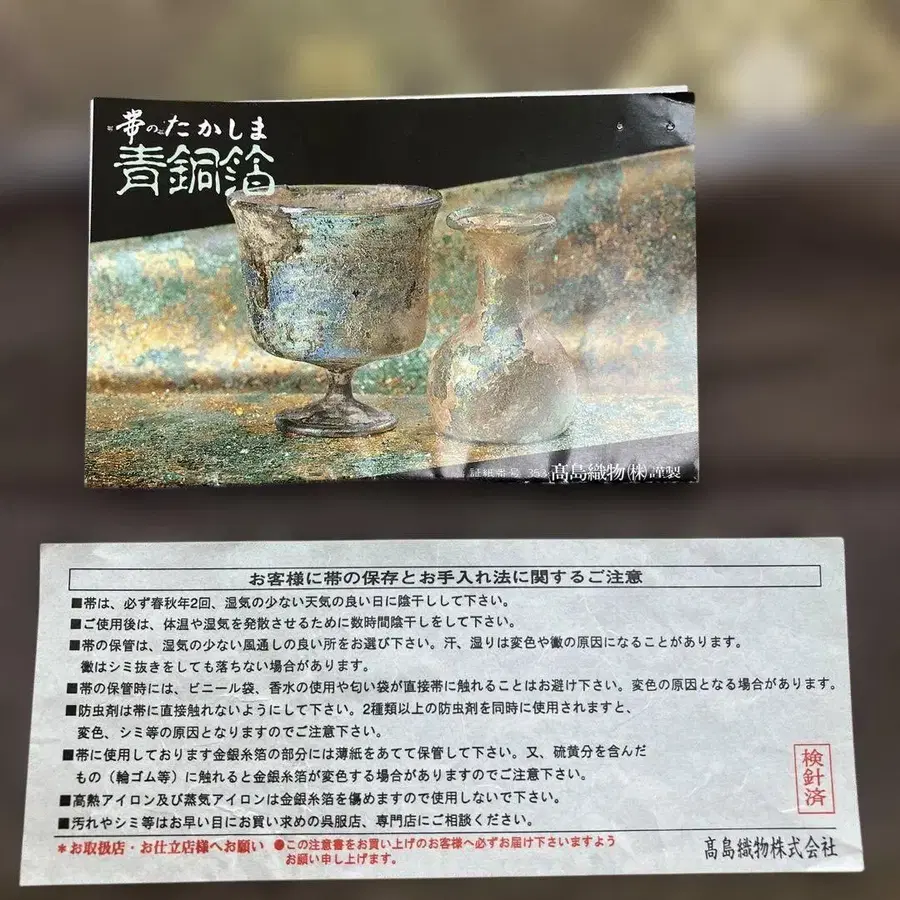 帯のたかしま
青銅箔
証紙番号 353
髙島織物(株)謹製
お客様に帯の保存とお手入れ法に関するご注意
■帯は、必ず春秋年2回、湿気の少ない天気の良い日に陰干しして下さい。
■ご使用後は、体温や湿気を発散させるために数時間陰干しをして下さい。
■帯の保管は、湿気の少ない風通しの良い所をお選び下さい。汗、湿りは変色や黴の原因になることがあります。
黴はシミ抜きをしても落ちない場合があります。
■帯の保管時には、ビニール袋、香水の使用や匂い袋が直接帯に触れることはお避け下さい。変色の原因となる場合があります。
■防虫剤は帯に直接触れないようにして下さい。2種類以上の防虫剤を同時に使用されますと、
変色、シミ等の原因となりますのでご注意下さい。
■帯に使用しております金銀糸箔の部分には薄紙をあてて保管して下さい。又、硫黄分を含んだ
もの（輪ゴム等）に触れると金銀糸箔が変色する場合がありますのでご注意下さい。
■高熱アイロン及び蒸気アイロンは金銀糸箔を傷めますので使用しないで下さい。
■汚れやシミ等はお早い目にお買い求めの呉服店、専門店にご相談ください。
検針済
＊お取扱店・お仕立店様へお願い ●この注意書をお買い上げのお客様へ必ずお届け下さいますよう
お願い申し上げます。
髙島織物株式会社